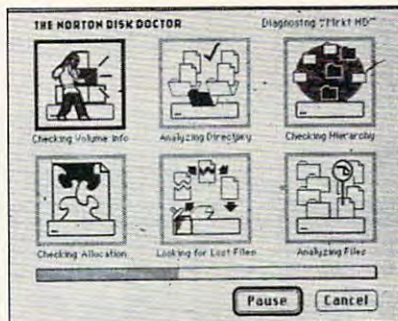 THE NORTON DISK DOCTOR
Diagnosing "Mrkt HD"
Checking Volume Info
Analyzing Directory
Checking Hierarchy
Checking Allocation
Looking for Lost Files
Analyzing Files
Pause
Cancel